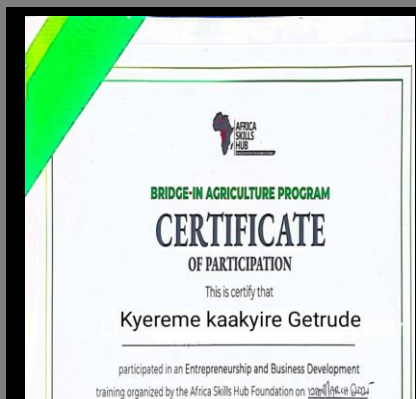 AFRICA
SKILLS
HUB
BRIDGE-IN AGRICULTURE PROGRAM
CERTIFICATE
OF PARTICIPATION
This is certify that
Kyereme kaakyire Getrude
participated in an Entrepreneurship and Business Development
training organized by the Africa Skills Hub Foundation on